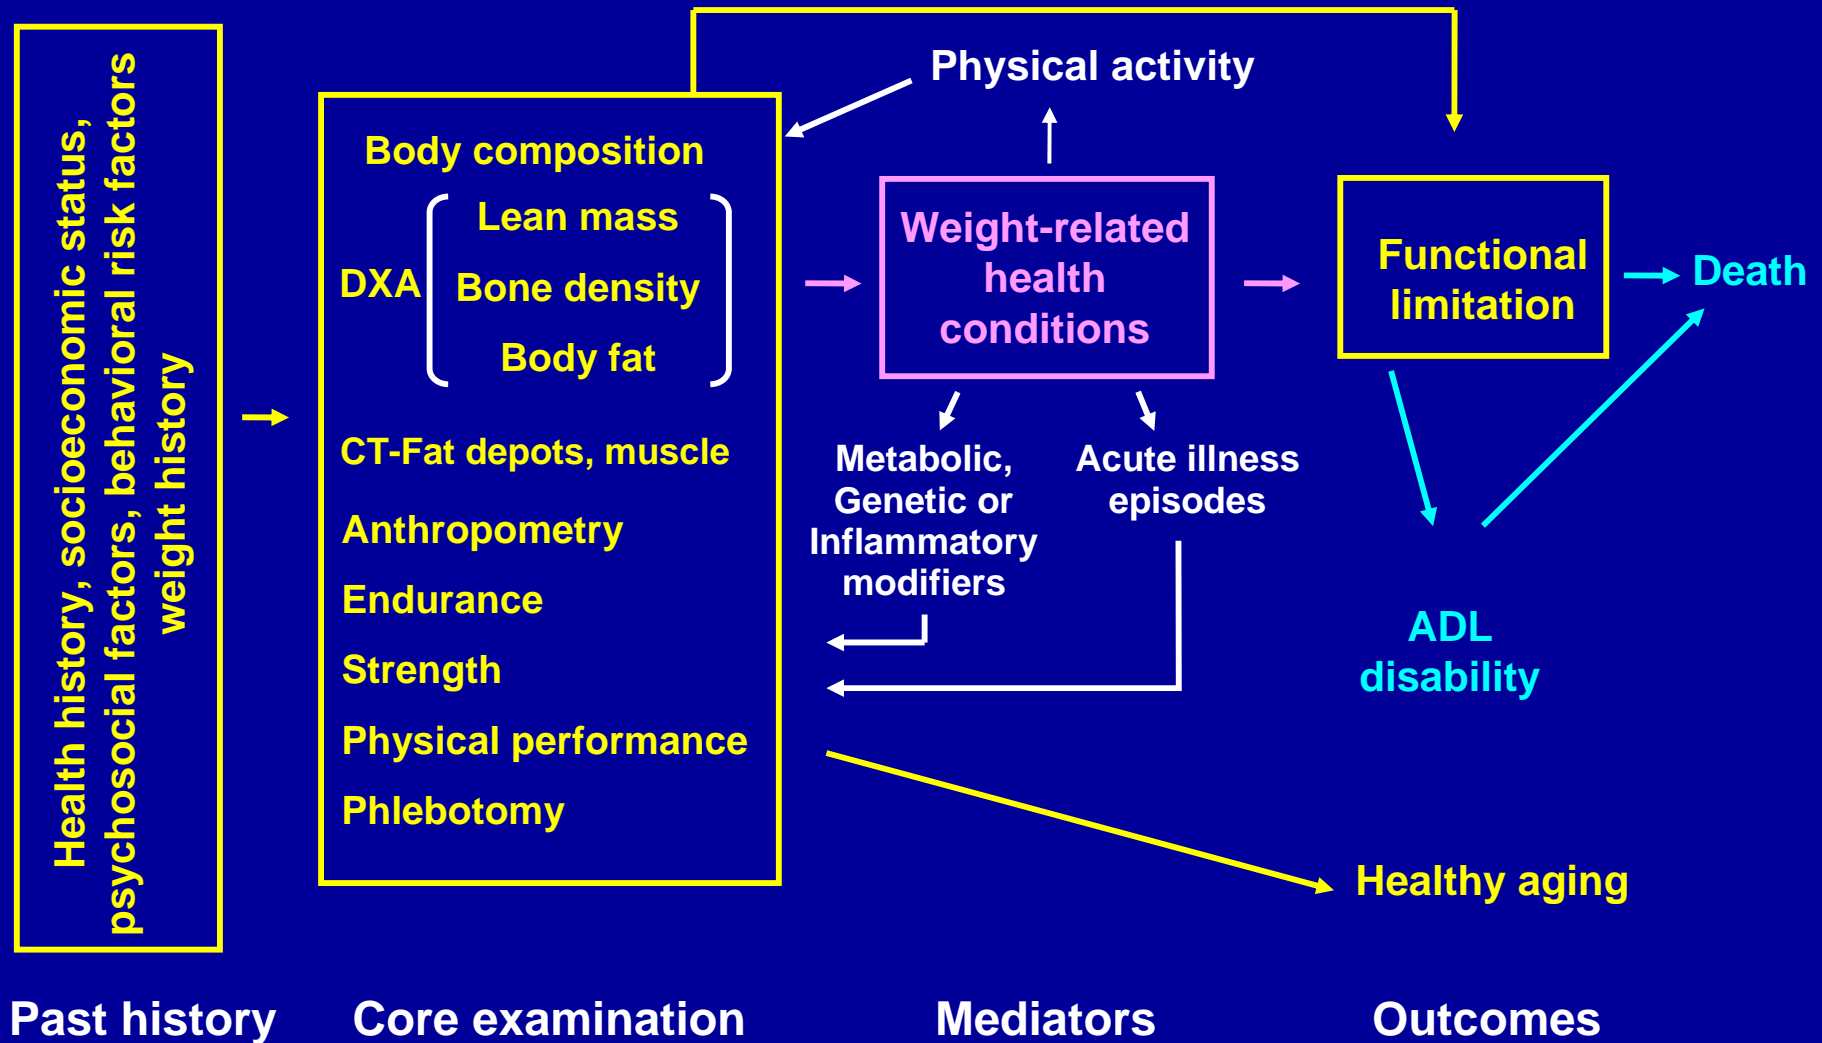 Health history, socioeconomic status,
psychosocial factors, behavioral risk factors
weight history
Body composition
DXA
Lean mass
Bone density
Body fat
CT-Fat depots, muscle
Anthropometry
Endurance
Strength
Physical performance
Phlebotomy
Physical activity
Weight-related
health
conditions
Metabolic,
Genetic or
Inflammatory
modifiers
Acute illness
episodes
Functional
limitation
Death
ADL
disability
Healthy aging
Past history
Core examination
Mediators
Outcomes